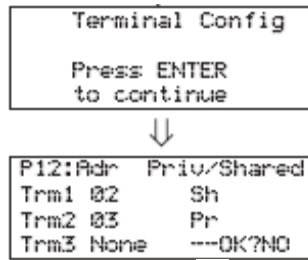 Terminal Config
Press ENTER
to continue
P12:Adr Priv/Shared
Trm1 02 Sh
Trm2 03 Pr
Trm3 None ---OK?NO